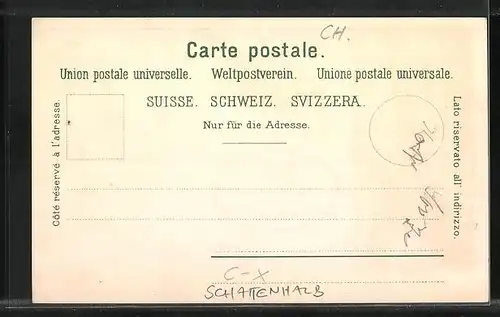 CH.
Carte postale.
Union postale universelle. Weltpostverein. Unione postale universale.
SUISSE. SCHWEIZ. SVIZZERA.
Nur für die Adresse.
Côté réservé à l'adresse.
Lato riservato all' indirizzo.
C-X
SCHATTENHALB